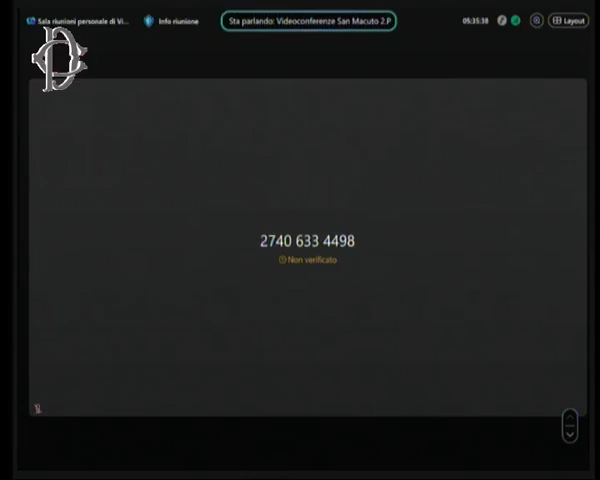 Sala riunioni personale di Vi...
Info riunione
Sta parlando: Videoconferenze San Macuto 2.P
05:35:38
Layout
2740 633 4498
Non verificato